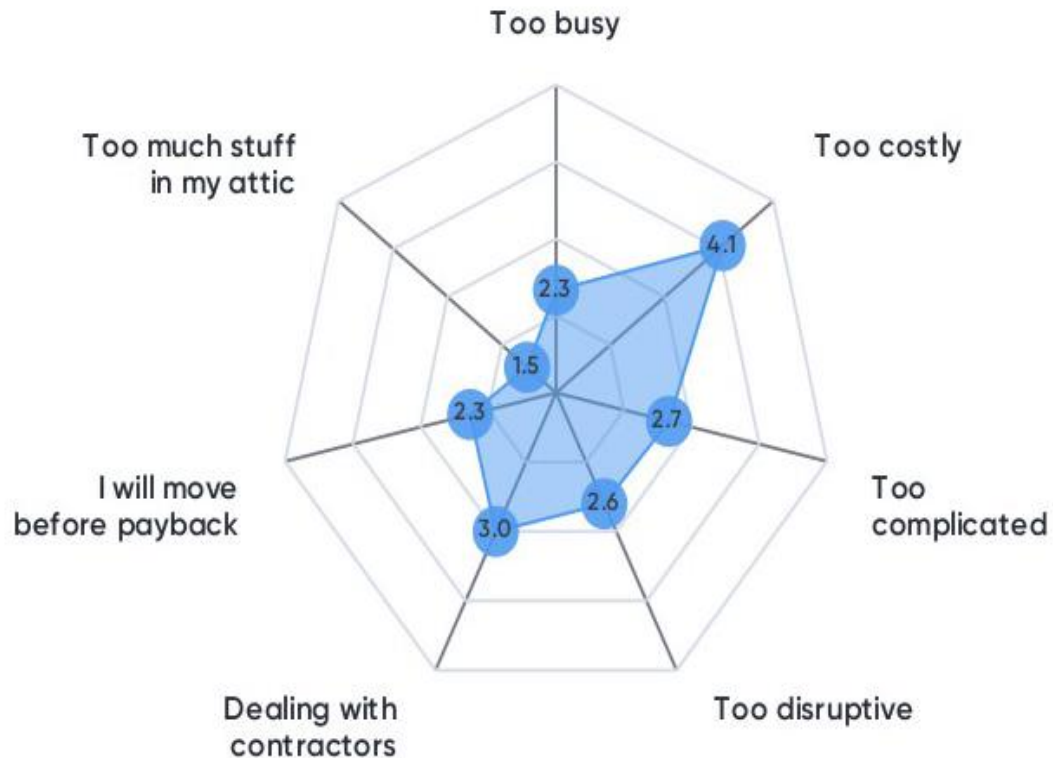 Too busy
Too much stuff
in my attic
Too costly
4.1
2.3
1.5
2.3
2.7
I will move
before payback
Too
complicated
2.6
3.0
Dealing with
contractors
Too disruptive